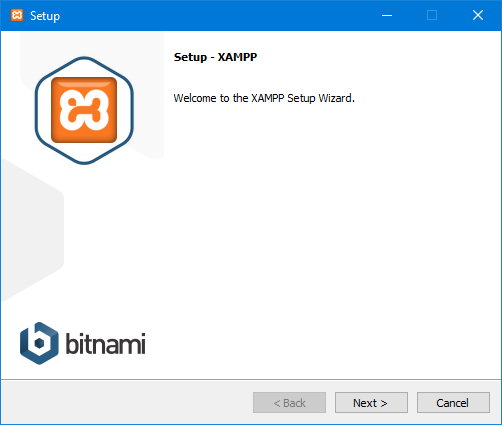 Setup
Setup - XAMPP
Welcome to the XAMPP Setup Wizard.
bitnami
< Back
Next >
Cancel